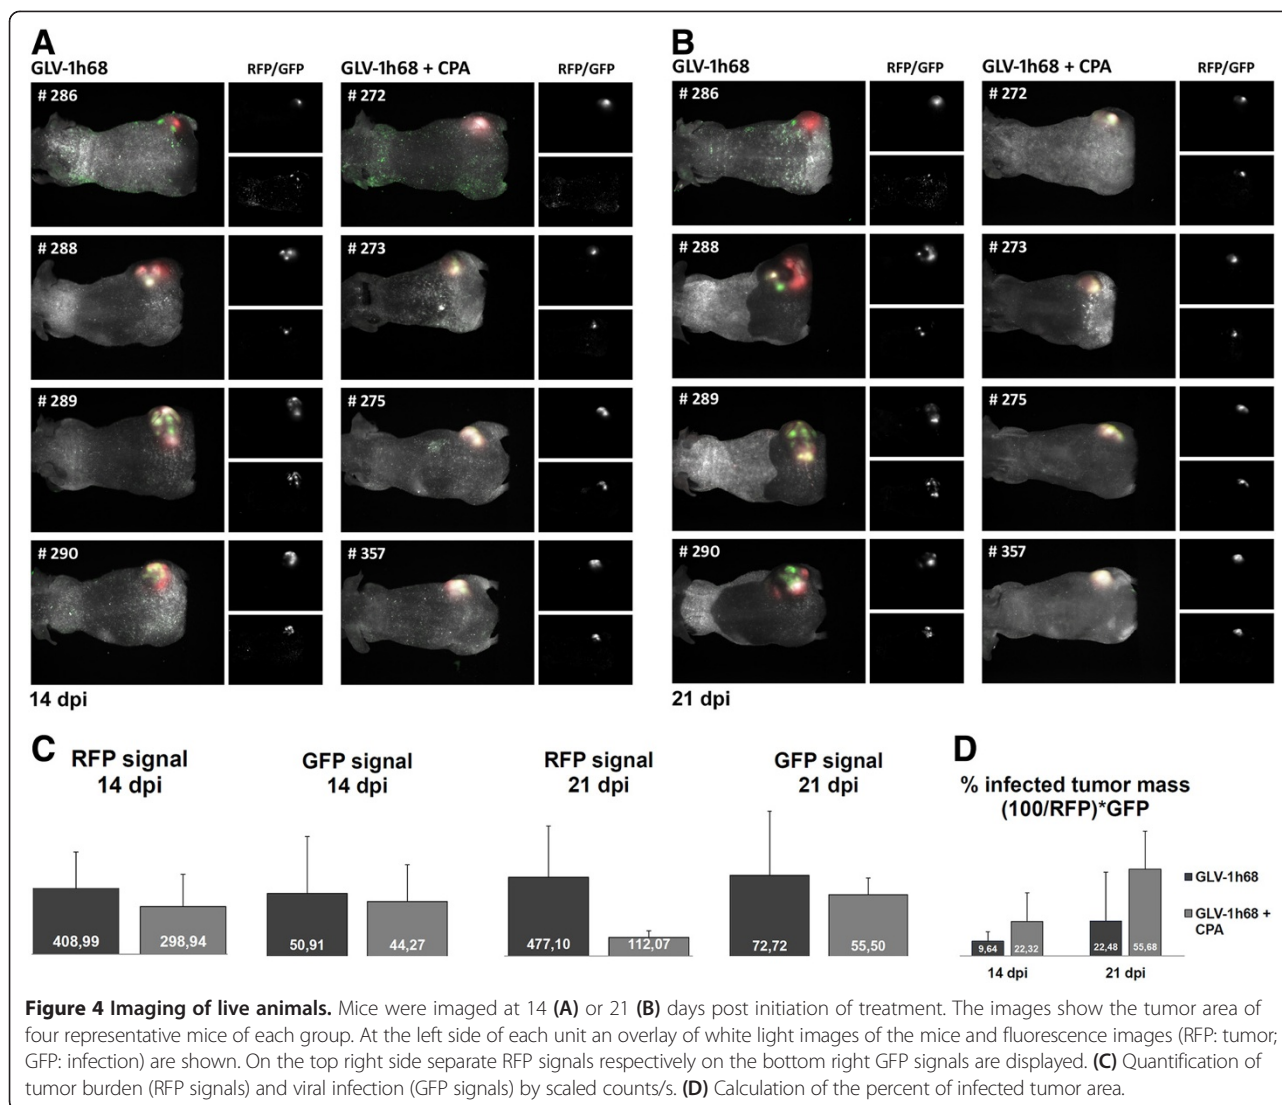 A
GLV-1h68 RFP/GFP GLV-1h68 + CPA RFP/GFP
# 286 # 272
# 288 # 273
# 289 # 275
# 290 # 357
14 dpi
B
GLV-1h68 RFP/GFP GLV-1h68 + CPA RFP/GFP
# 286 # 272
# 288 # 273
# 289 # 275
# 290 # 357
21 dpi
C
RFP signal
14 dpi
408,99 298,94
GFP signal
14 dpi
50,91 44,27
RFP signal
21 dpi
477,10 112,07
GFP signal
21 dpi
72,72 55,50
D
% infected tumor mass
(100/RFP)*GFP
9,64 22,32 22,48 55,68
14 dpi 21 dpi
GLV-1h68
GLV-1h68 +
CPA
Figure 4 Imaging of live animals. Mice were imaged at 14 (A) or 21 (B) days post initiation of treatment. The images show the tumor area of
four representative mice of each group. At the left side of each unit an overlay of white light images of the mice and fluorescence images (RFP: tumor;
GFP: infection) are shown. On the top right side separate RFP signals respectively on the bottom right GFP signals are displayed. (C) Quantification of
tumor burden (RFP signals) and viral infection (GFP signals) by scaled counts/s. (D) Calculation of the percent of infected tumor area.